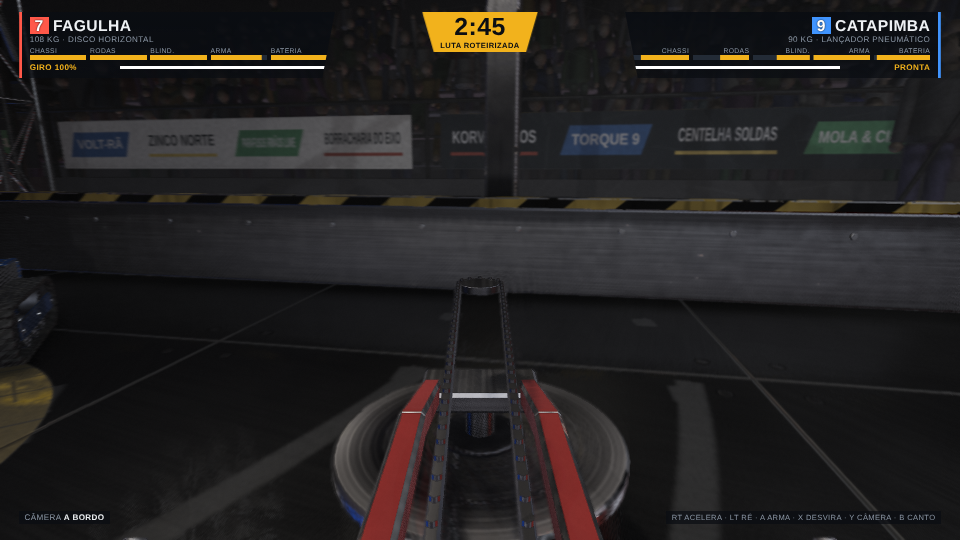 7 FAGULHA
108 KG · DISCO HORIZONTAL
CHASSI RODAS BLIND. ARMA BATERIA
GIRO 100%
2:45
LUTA ROTEIRIZADA
9 CATAPIMBA
90 KG · LANÇADOR PNEUMÁTICO
CHASSI RODAS BLIND. ARMA BATERIA
PRONTA
VOLT-RÃ
ZINCO NORTE
BORRACHARIA DO EIXO
TORQUE 9
CENTELHA SOLDAS
MOLA &
CÂMERA A BORDO
RT ACELERA · LT RÉ · A ARMA · X DESVIRA · Y CÂMERA · B CANTO